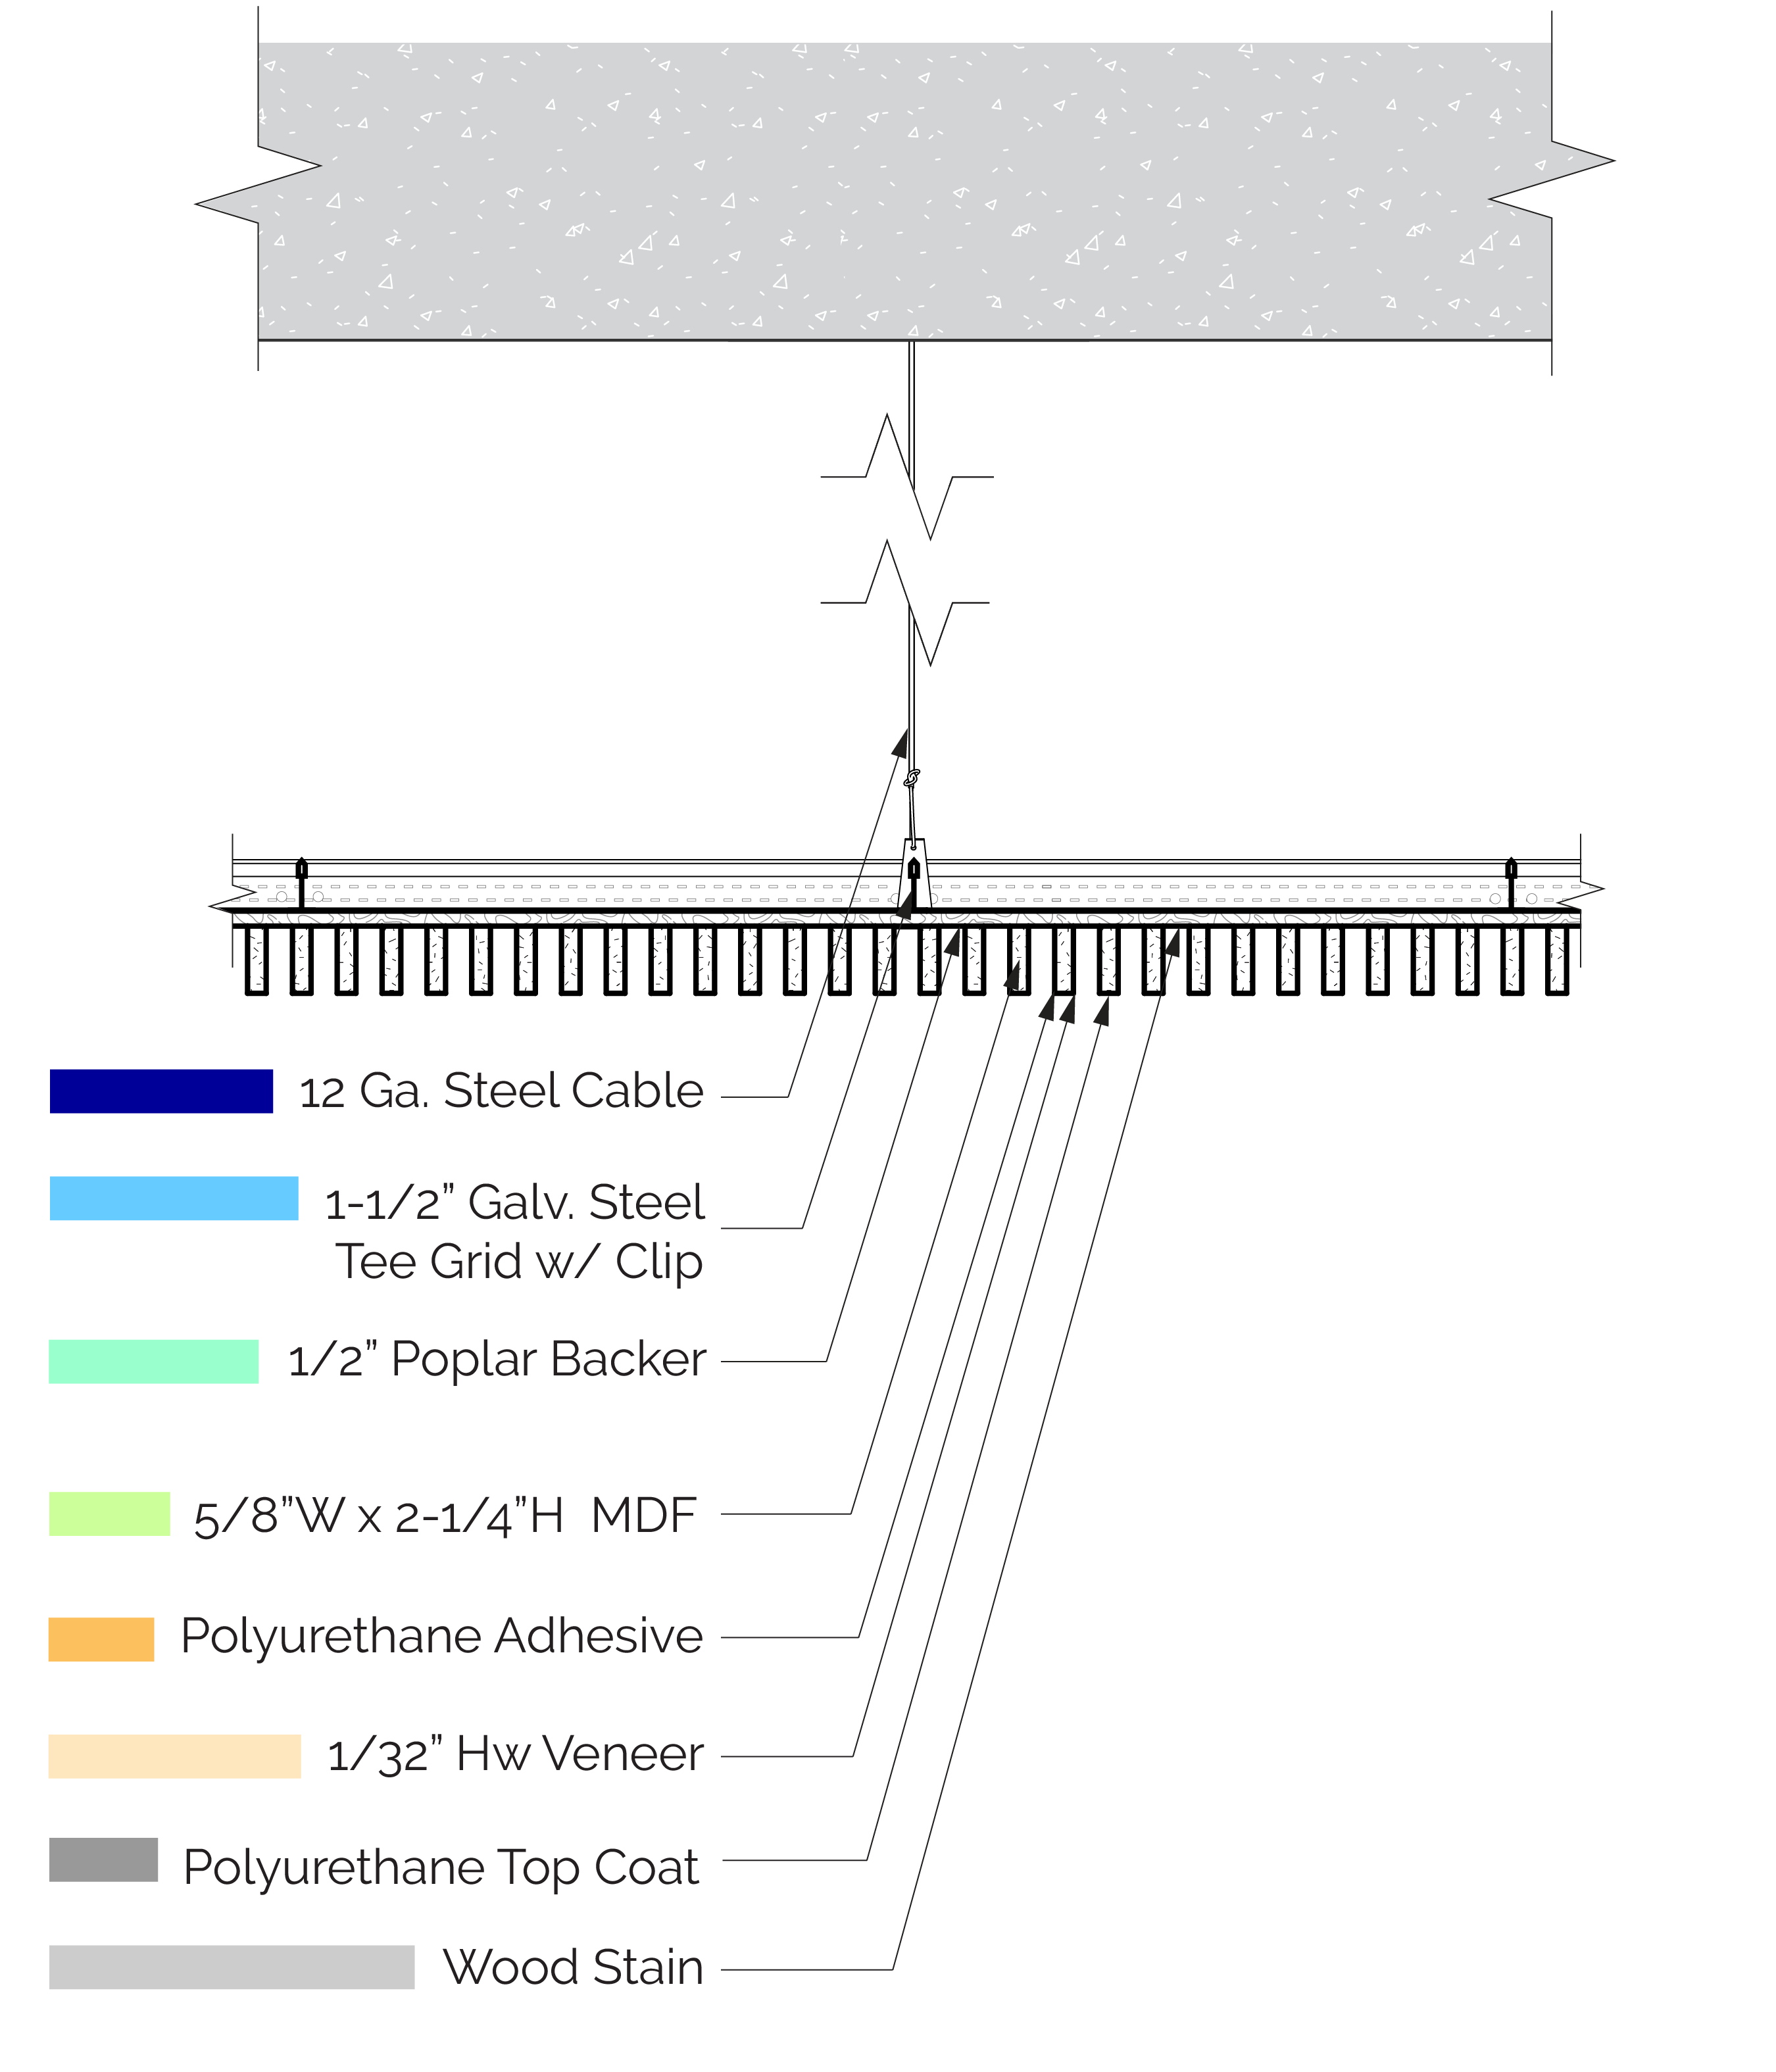 12 Ga. Steel Cable
1-1/2” Galv. Steel
Tee Grid w/ Clip
1/2” Poplar Backer
5/8”W x 2-1/4”H MDF
Polyurethane Adhesive
1/32” Hw Veneer
Polyurethane Top Coat
Wood Stain